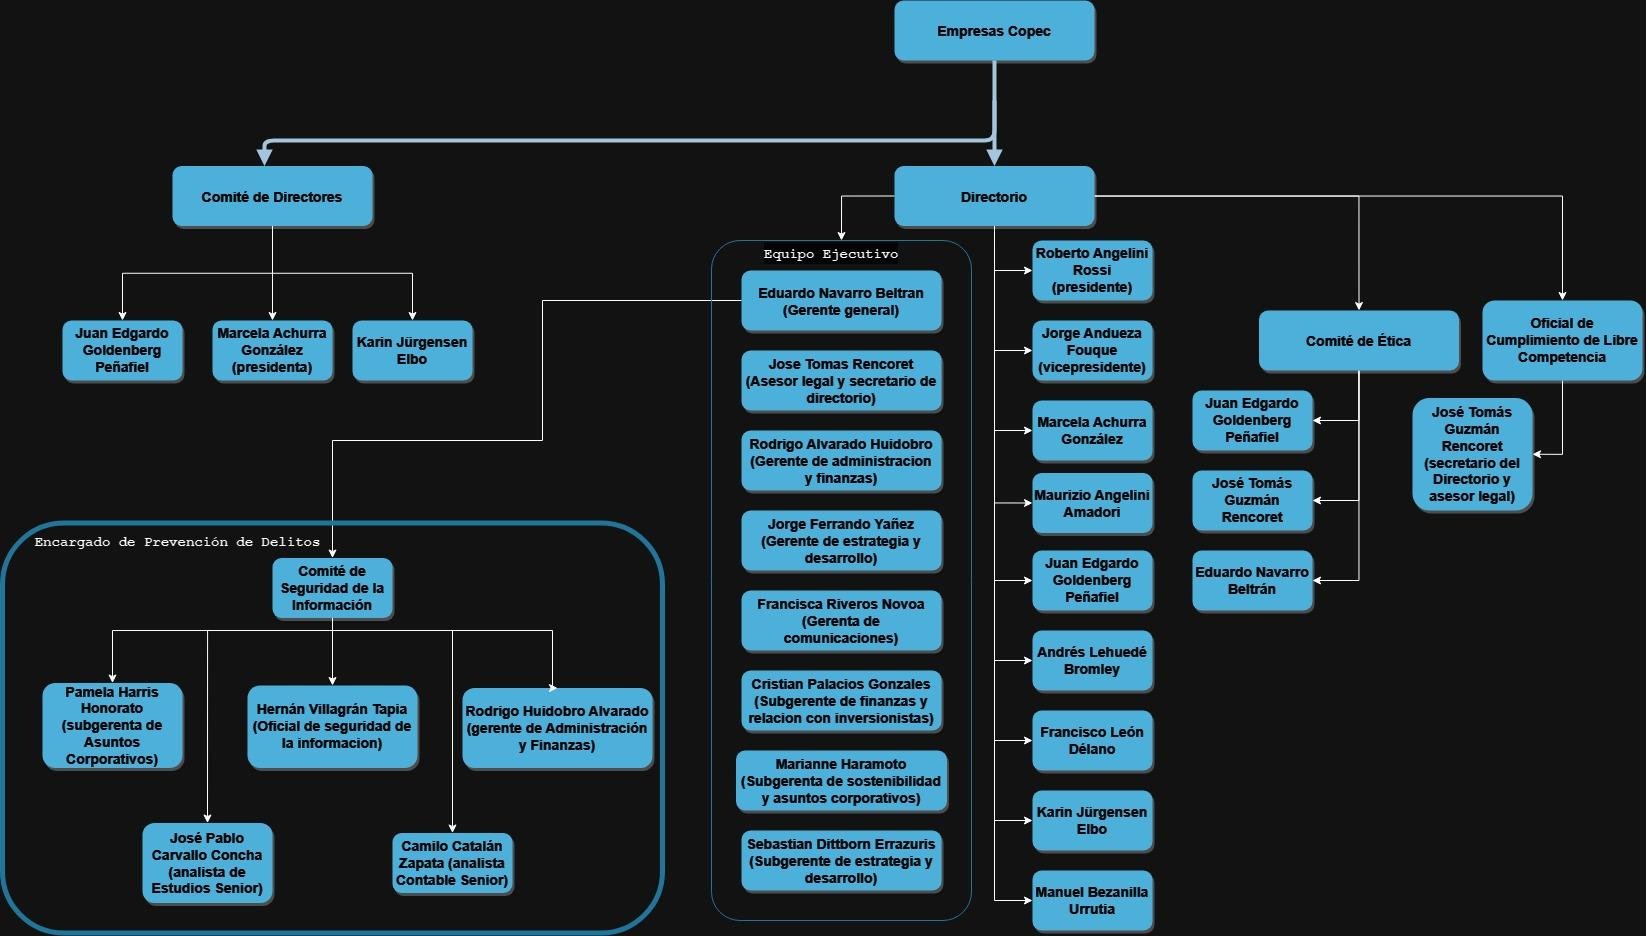 Empresas Copec
Comité de Directores
Directorio
Juan Edgardo
Goldenberg
Peñafiel
Marcela Achurra
González
(presidenta)
Karin Jürgensen
Elbo
Equipo Ejecutivo
Eduardo Navarro Beltran
(Gerente general)
Jose Tomas Rencoret
(Asesor legal y secretario de
directorio)
Rodrigo Alvarado Huidobro
(Gerente de administracion
y finanzas)
Jorge Ferrando Yañez
(Gerente de estrategia y
desarrollo)
Francisca Riveros Novoa
(Gerenta de
comunicaciones)
Cristian Palacios Gonzales
(Subgerente de finanzas y
relacion con inversionistas)
Marianne Haramoto
(Subgerenta de sostenibilidad
y asuntos corporativos)
Sebastian Dittborn Errazuris
(Subgerente de estrategia y
desarrollo)
Roberto Angelini
Rossi
(presidente)
Jorge Andueza
Fouque
(vicepresidente)
Marcela Achurra
González
Maurizio Angelini
Amadori
Juan Edgardo
Goldenberg
Peñafiel
Andrés Lehuedé
Bromley
Francisco León
Délano
Karin Jürgensen
Elbo
Manuel Bezanilla
Urrutia
Comité de Ética
Juan Edgardo
Goldenberg
Peñafiel
José Tomás
Guzmán
Rencoret
Eduardo Navarro
Beltrán
Oficial de
Cumplimiento de Libre
Competencia
José Tomás
Guzmán
Rencoret
(secretario del
Directorio y
asesor legal)
Encargado de Prevención de Delitos
Comité de
Seguridad de la
Información
Pamela Harris
Honorato
(subgerenta de
Asuntos
Corporativos)
Hernán Villagrán Tapia
(Oficial de seguridad de
la informacion)
Rodrigo Huidobro Alvarado
(gerente de Administración
y Finanzas)
José Pablo
Carvallo Concha
(analista de
Estudios Senior)
Camilo Catalán
Zapata (analista
Contable Senior)